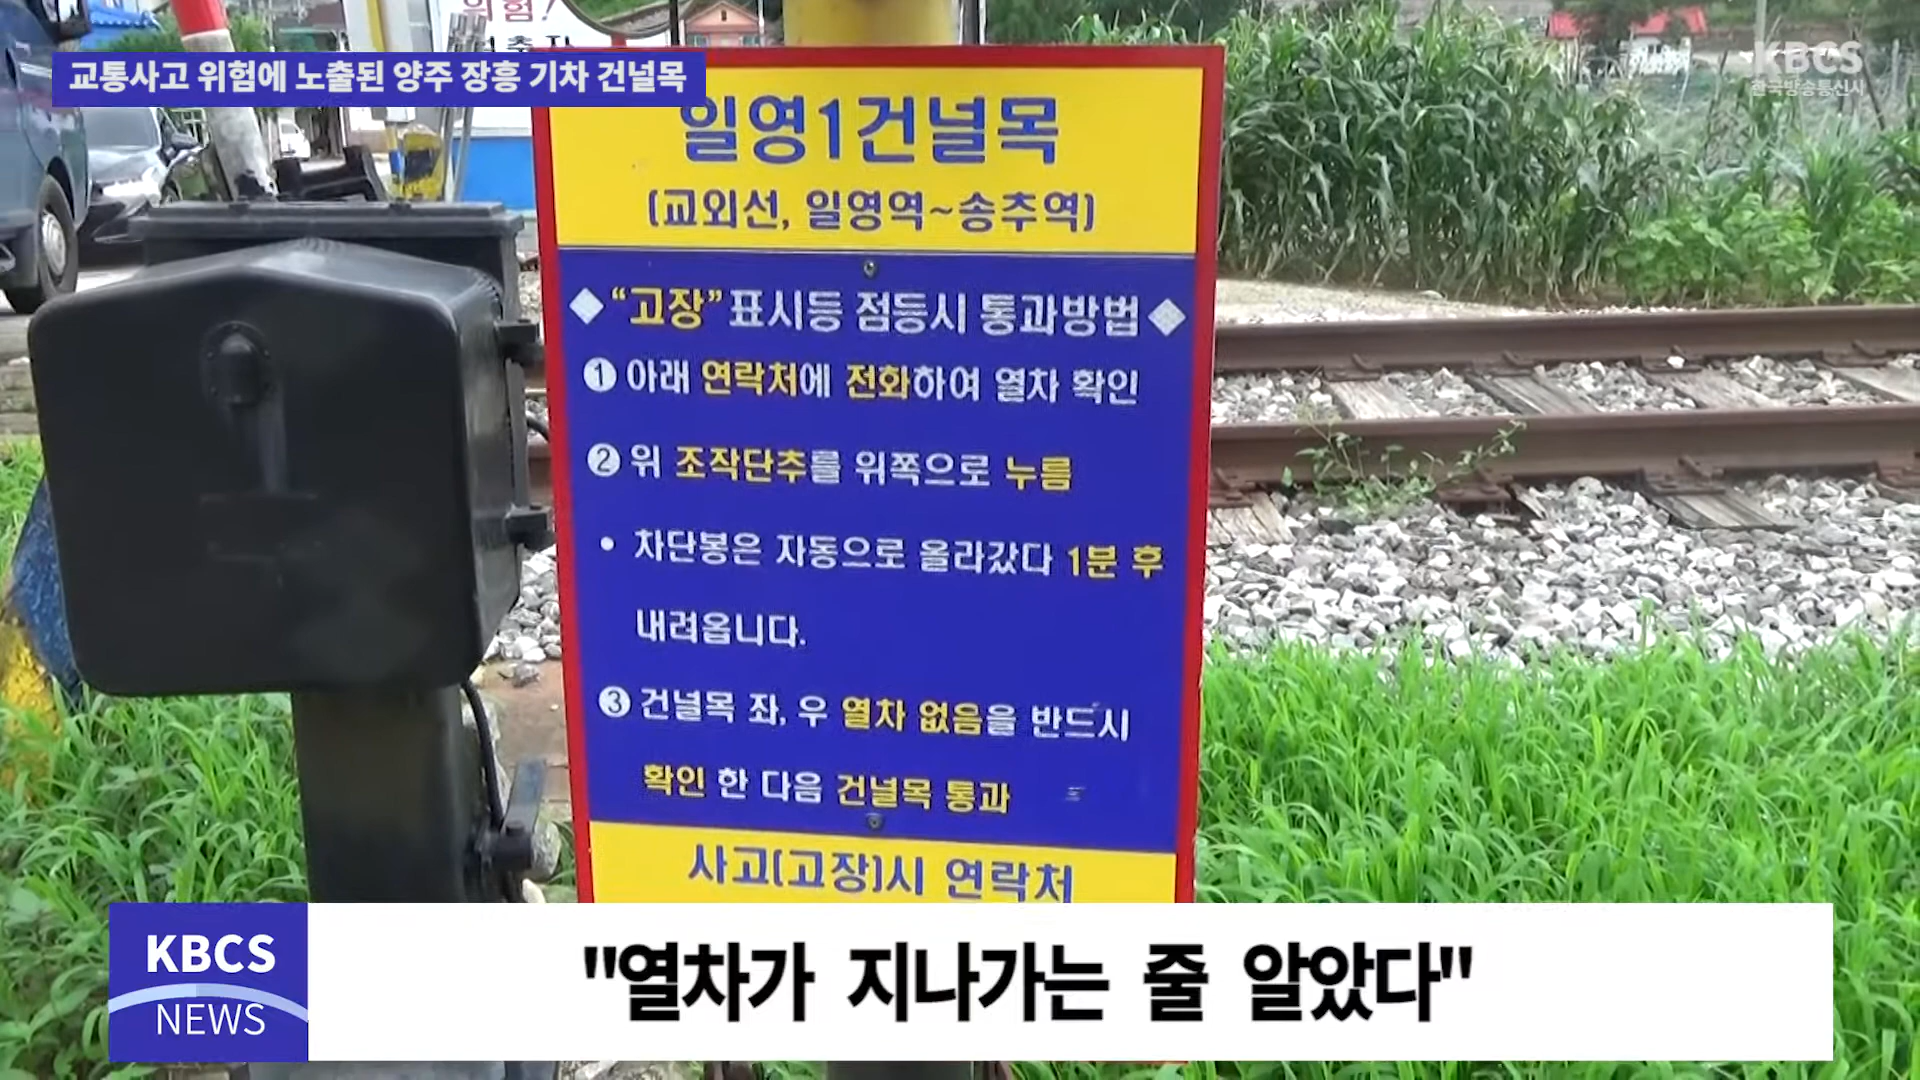 위험!
교통사고 위험에 노출된 양주 장흥 기차 건널목
KBCS
한국방송통신사
일영1건널목
(교외선, 일영역~송추역)
◆“고장”표시등 점등시 통과방법◆
❶ 아래 연락처에 전화하여 열차 확인
❷ 위 조작단추를 위쪽으로 누름
• 차단봉은 자동으로 올라갔다 1분 후
내려옵니다.
❸ 건널목 좌, 우 열차 없음을 반드시
확인 한 다음 건널목 통과
사고(고장)시 연락처
KBCS
NEWS
"열차가 지나가는 줄 알았다"